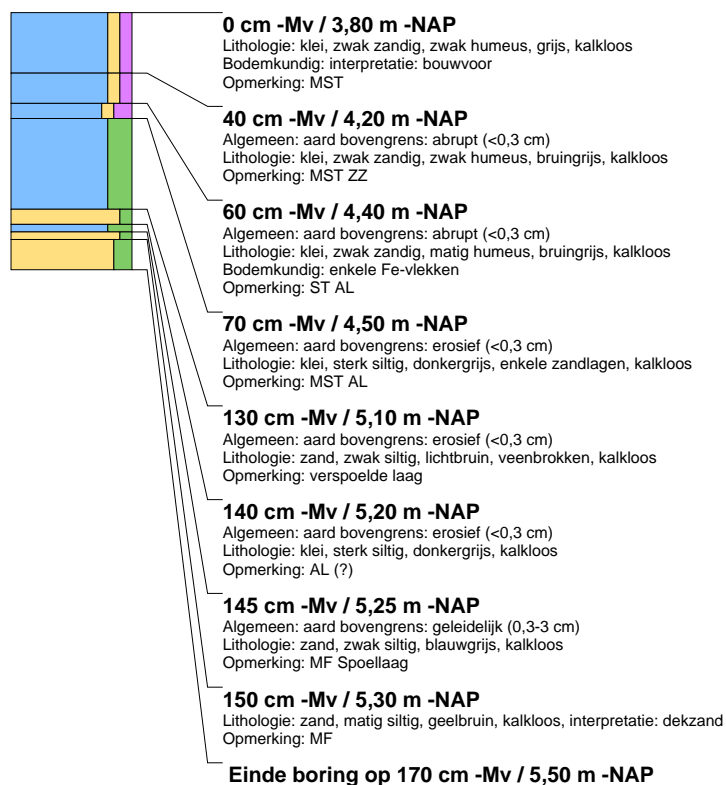 0 cm -Mv / 3,80 m -NAP
Lithologie: klei, zwak zandig, zwak humeus, grijs, kalkloos
Bodemkundig: interpretatie: bouwvoor
Opmerking: MST
40 cm -Mv / 4,20 m -NAP
Algemeen: aard bovengrens: abrupt (<0,3 cm)
Lithologie: klei, zwak zandig, zwak humeus, bruingrijs, kalkloos
Opmerking: MST ZZ
60 cm -Mv / 4,40 m -NAP
Algemeen: aard bovengrens: abrupt (<0,3 cm)
Lithologie: klei, zwak zandig, matig humeus, bruingrijs, kalkloos
Bodemkundig: enkele Fe-vlekken
Opmerking: ST AL
70 cm -Mv / 4,50 m -NAP
Algemeen: aard bovengrens: erosief (<0,3 cm)
Lithologie: klei, sterk siltig, donkergrijs, enkele zandlagen, kalkloos
Opmerking: MST AL
130 cm -Mv / 5,10 m -NAP
Algemeen: aard bovengrens: erosief (<0,3 cm)
Lithologie: zand, zwak siltig, lichtbruin, veenbrokken, kalkloos
Opmerking: verspoelde laag
140 cm -Mv / 5,20 m -NAP
Algemeen: aard bovengrens: erosief (<0,3 cm)
Lithologie: klei, sterk siltig, donkergrijs, kalkloos
Opmerking: AL (?)
145 cm -Mv / 5,25 m -NAP
Algemeen: aard bovengrens: geleidelijk (0,3-3 cm)
Lithologie: zand, zwak siltig, blauwgrijs, kalkloos
Opmerking: MF Spoellaag
150 cm -Mv / 5,30 m -NAP
Lithologie: zand, matig siltig, geelbruin, kalkloos, interpretatie: dekzand
Opmerking: MF
Einde boring op 170 cm -Mv / 5,50 m -NAP